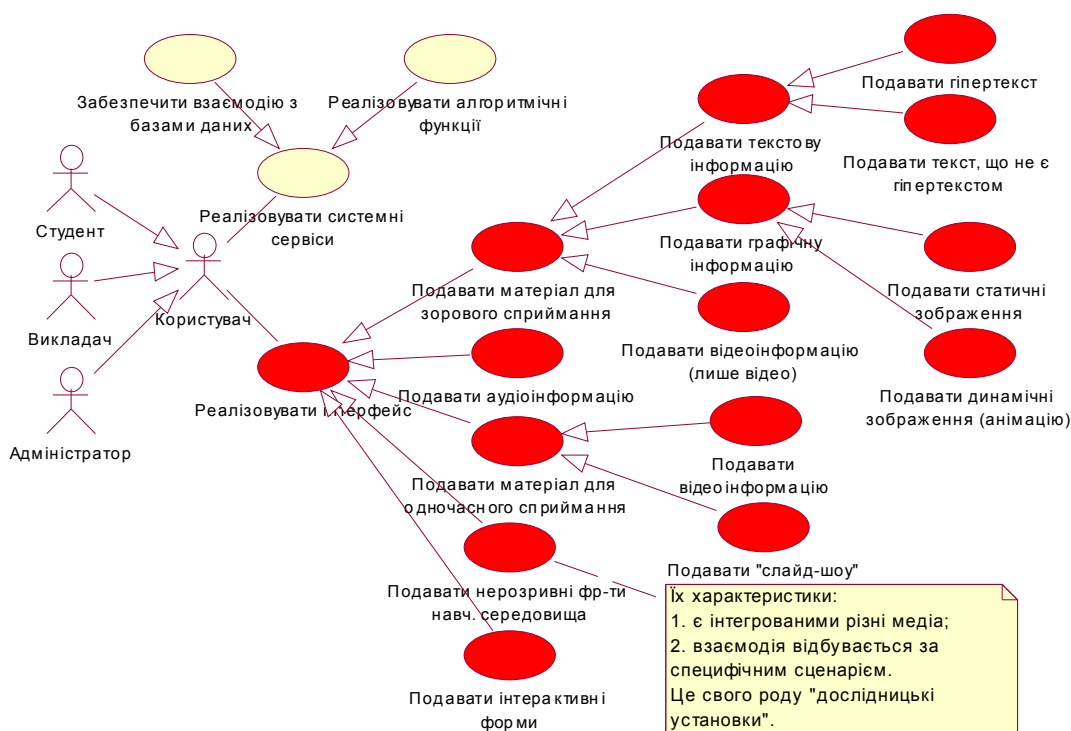 Забезпечити взаємодію з
базами даних
Реалізовувати алгоритмічні
функції
Подавати гіпертекст
Подавати текстову
інформацію
Подавати текст, що не є
гіпертекстом
Студент
Реалізовувати системні
сервіси
Подавати графічну
інформацію
Викладач
Користувач
Подавати матеріал для
зорового сприймання
Подавати статичні
зображення
Подавати відеоінформацію
(лише відео)
Реалізовувати інтерфейс
Подавати аудіоінформацію
Подавати динамічні
зображення (анімацію)
Адміністратор
Подавати матеріал для
одночасного сприймання
Подавати
відеоінформацію
Подавати "слайд-шоу"
Подавати нерозривні фр-ти
навч. середовища
Їх характеристики:
1. є інтегрованими різні медіа;
2. взаємодія відбувається за
специфічним сценарієм.
Це свого роду "дослідницькі
установки".
Подавати інтерактивні
форми